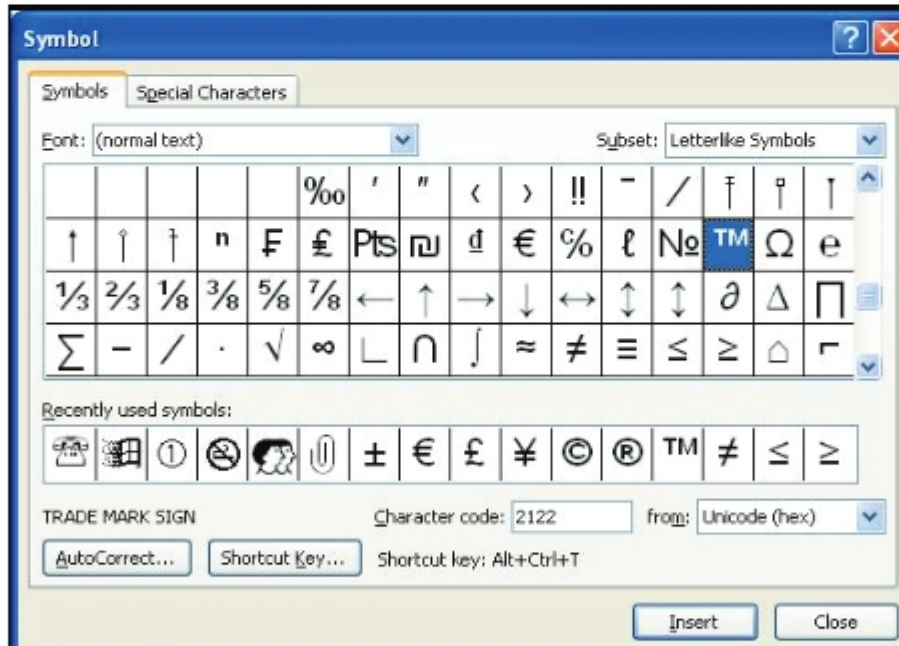 Symbol
Symbols Special Characters
Font: (normal text) Subset: Letterlike Symbols
‰ ′ ″ ‹ › ‼ ‾ ⁄
ⁿ ₣ ₤ ₧ ₪ ₫ € ℅ ℓ № ™ Ω ℮
⅓ ⅔ ⅛ ⅜ ⅝ ⅞ ← ↑ → ↓ ↔ ↕ ↨ ∂ ∆ ∏
∑ − ∕ ∙ √ ∞ ∟ ∩ ∫ ≈ ≠ ≡ ≤ ≥ ⌂ ⌐
Recently used symbols:
① ± € £ ¥ © ® ™ ≠ ≤ ≥
TRADE MARK SIGN Character code: 2122 from: Unicode (hex)
AutoCorrect... Shortcut Key... Shortcut key: Alt+Ctrl+T
Insert Close